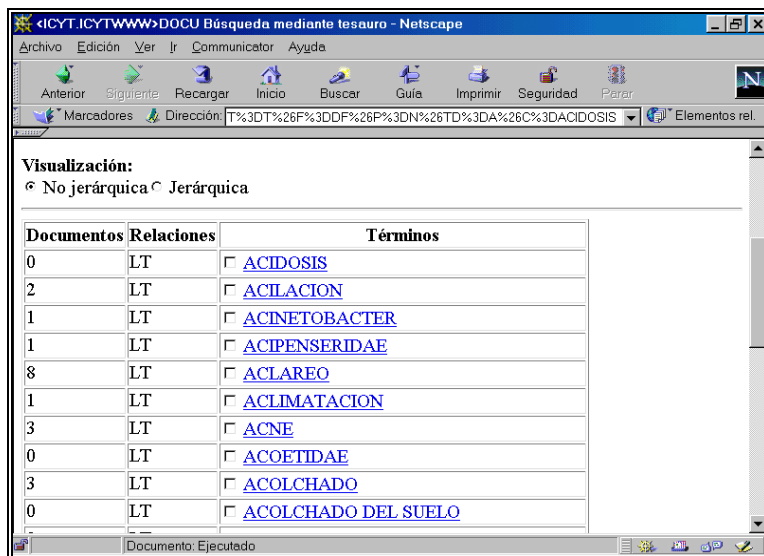 <ICYT.ICYTWWW>DOCU Búsqueda mediante tesauro - Netscape
Archivo Edición Ver Ir Communicator Ayuda
Anterior Siguiente Recargar Inicio Buscar Guía Imprimir Seguridad Parar
N
Marcadores Dirección: T%3DT%26F%3DDF%26P%3DN%26TD%3DA%26C%3DACIDOSIS Elementos rel.
Visualización:
No jerárquica Jerárquica
Documentos Relaciones Términos
0 LT ACIDOSIS
2 LT ACILACION
1 LT ACINETOBACTER
1 LT ACIPENSERIDAE
8 LT ACLAREO
1 LT ACLIMATACION
3 LT ACNE
0 LT ACOETIDAE
3 LT ACOLCHADO
0 LT ACOLCHADO DEL SUELO
Documento: Ejecutado